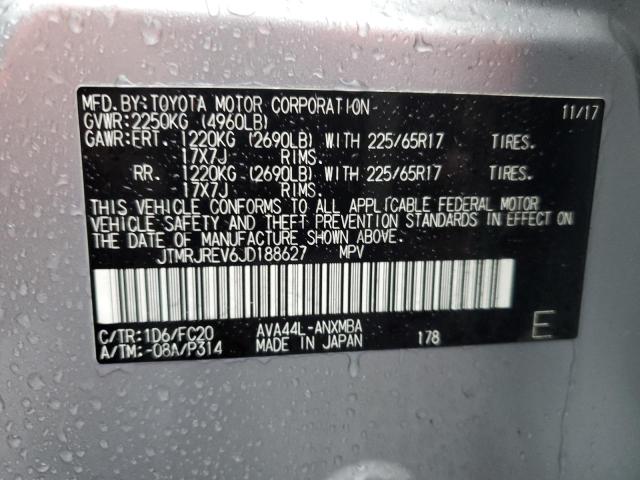 MFD. BY: TOYOTA MOTOR CORPORATION 11/17
GVWR: 2250KG (4960LB)
GAWR: FRT. 1220KG (2690LB) WITH 225/65R17 TIRES.
17X7J RIMS.
RR. 1220KG (2690LB) WITH 225/65R17 TIRES.
17X7J RIMS.
THIS VEHICLE CONFORMS TO ALL APPLICABLE FEDERAL MOTOR
VEHICLE SAFETY AND THEFT PREVENTION STANDARDS IN EFFECT ON
THE DATE OF MANUFACTURE SHOWN ABOVE.
JTMRJREV6JD188627 MPV
C/TR: 1D6/FC20 AVA44L-ANXMBA
A/TM: -08A/P314 MADE IN JAPAN 178 E